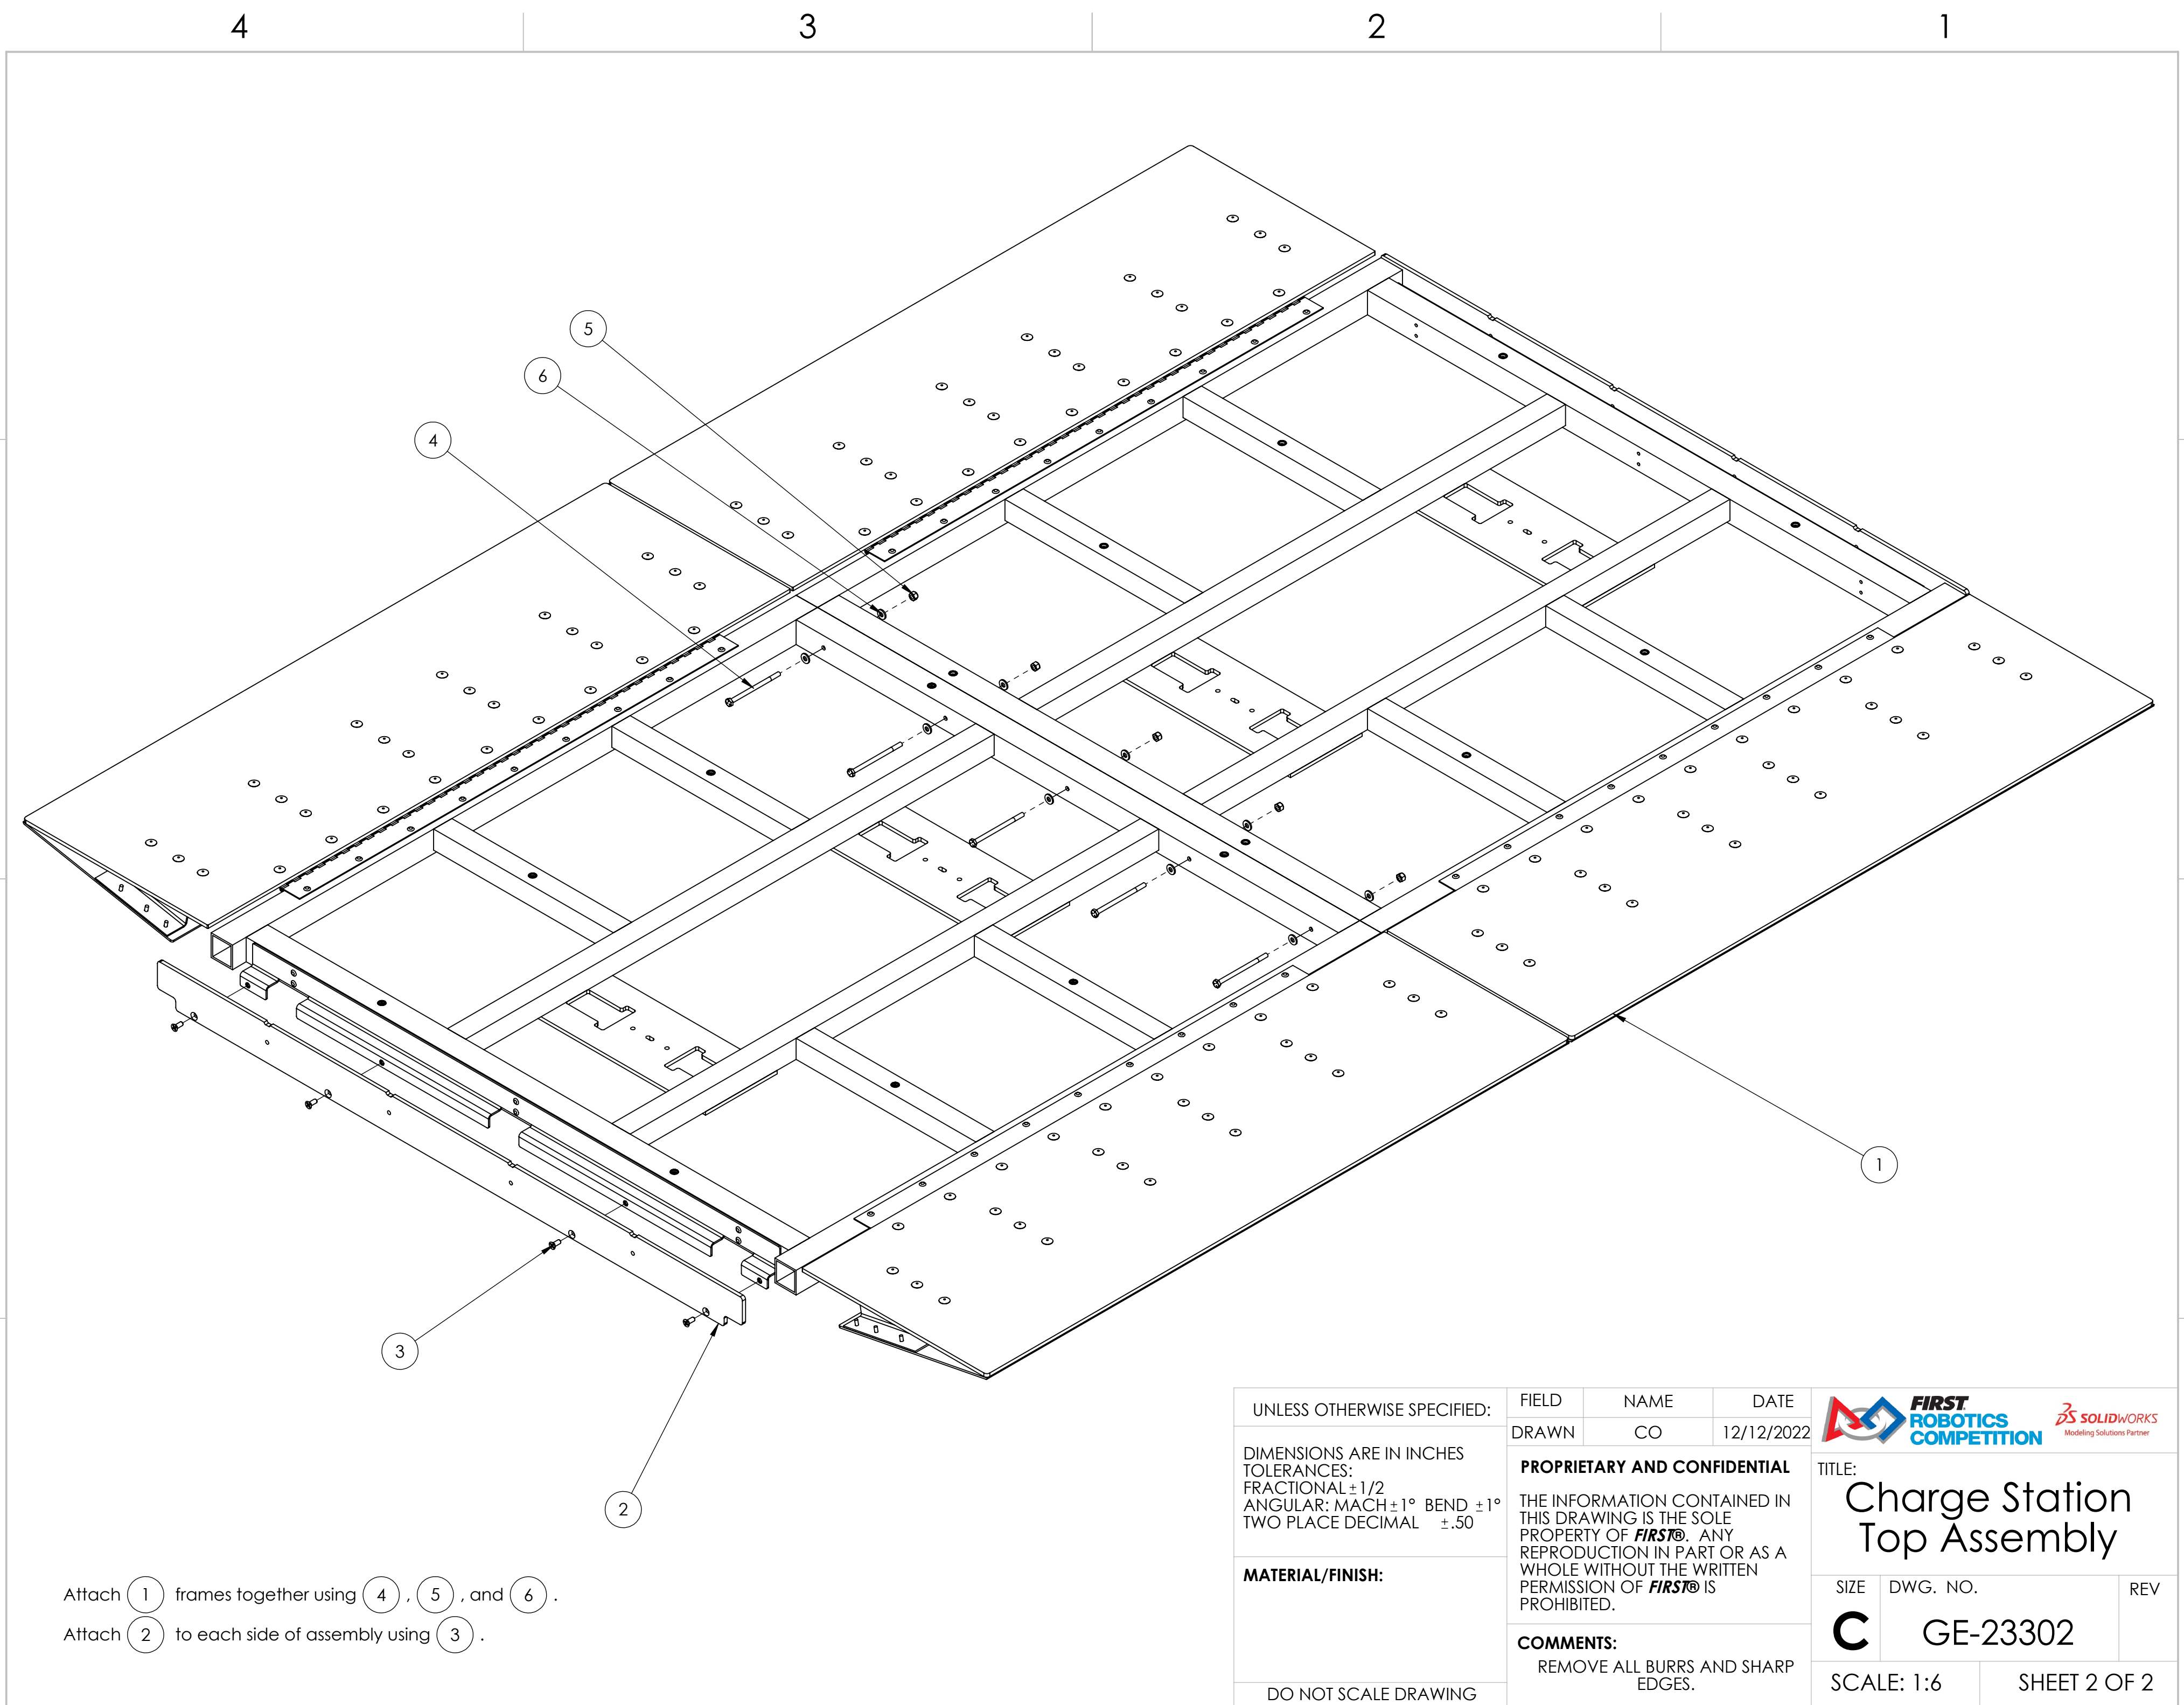 4
3
2
1
5
6
4
1
3
2
Attach 1 frames together using 4 , 5 , and 6 .
Attach 2 to each side of assembly using 3 .
UNLESS OTHERWISE SPECIFIED:
DIMENSIONS ARE IN INCHES
TOLERANCES:
FRACTIONAL ±1/2
ANGULAR: MACH ±1° BEND ±1°
TWO PLACE DECIMAL ±.50
MATERIAL/FINISH:
DO NOT SCALE DRAWING
FIELD NAME DATE
DRAWN CO 12/12/2022
PROPRIETARY AND CONFIDENTIAL
THE INFORMATION CONTAINED IN
THIS DRAWING IS THE SOLE
PROPERTY OF FIRST®. ANY
REPRODUCTION IN PART OR AS A
WHOLE WITHOUT THE WRITTEN
PERMISSION OF FIRST® IS
PROHIBITED.
COMMENTS:
REMOVE ALL BURRS AND SHARP
EDGES.
FIRST
ROBOTICS
COMPETITION
SOLIDWORKS
Modeling Solutions Partner
TITLE:
Charge Station
Top Assembly
SIZE DWG. NO. REV
C GE-23302
SCALE: 1:6 SHEET 2 OF 2